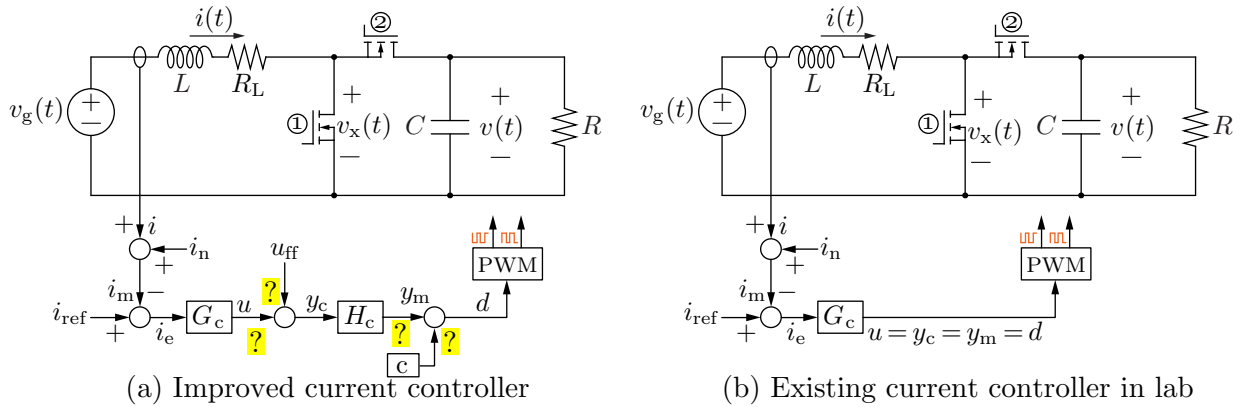 i(t) ② i(t) ②
L R_L L R_L
v_g(t) + − ① + v_x(t) − C + v(t) − R v_g(t) + − ① + v_x(t) − C + v(t) − R
+ i + i
i_n + PWM i_n + PWM
u_ff
i_m − ? i_m −
i_ref + i_e G_c u ? y_c H_c y_m ? ? d i_ref + i_e G_c u = y_c = y_m = d
c
(a) Improved current controller (b) Existing current controller in lab